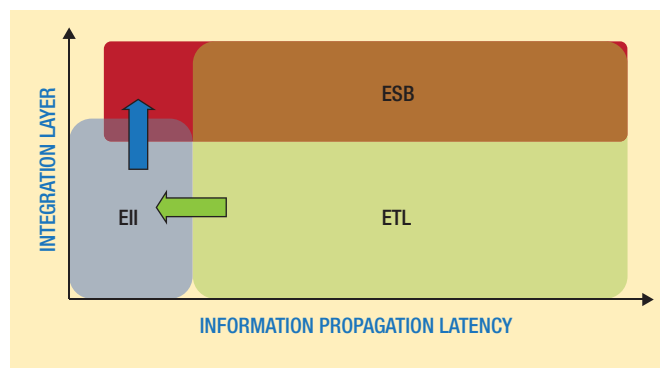 INTEGRATION LAYER
ESB
EII
ETL
INFORMATION PROPAGATION LATENCY